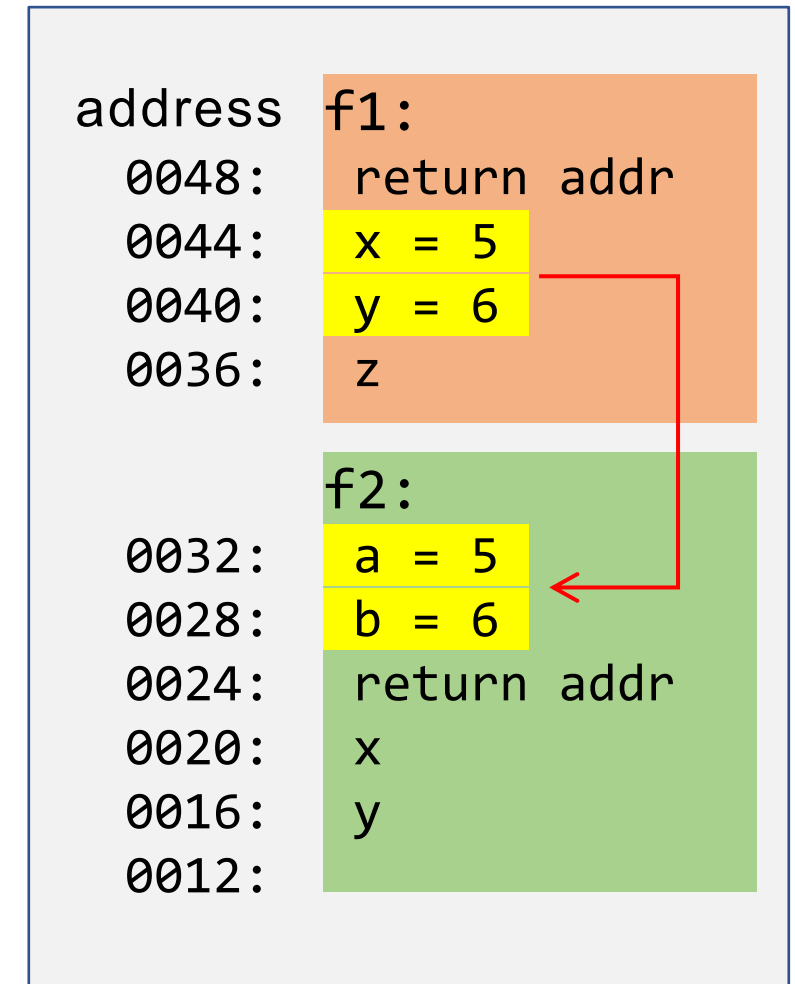 address f1:
0048: return addr
0044: x = 5
0040: y = 6
0036: z
f2:
0032: a = 5
0028: b = 6
0024: return addr
0020: x
0016: y
0012: